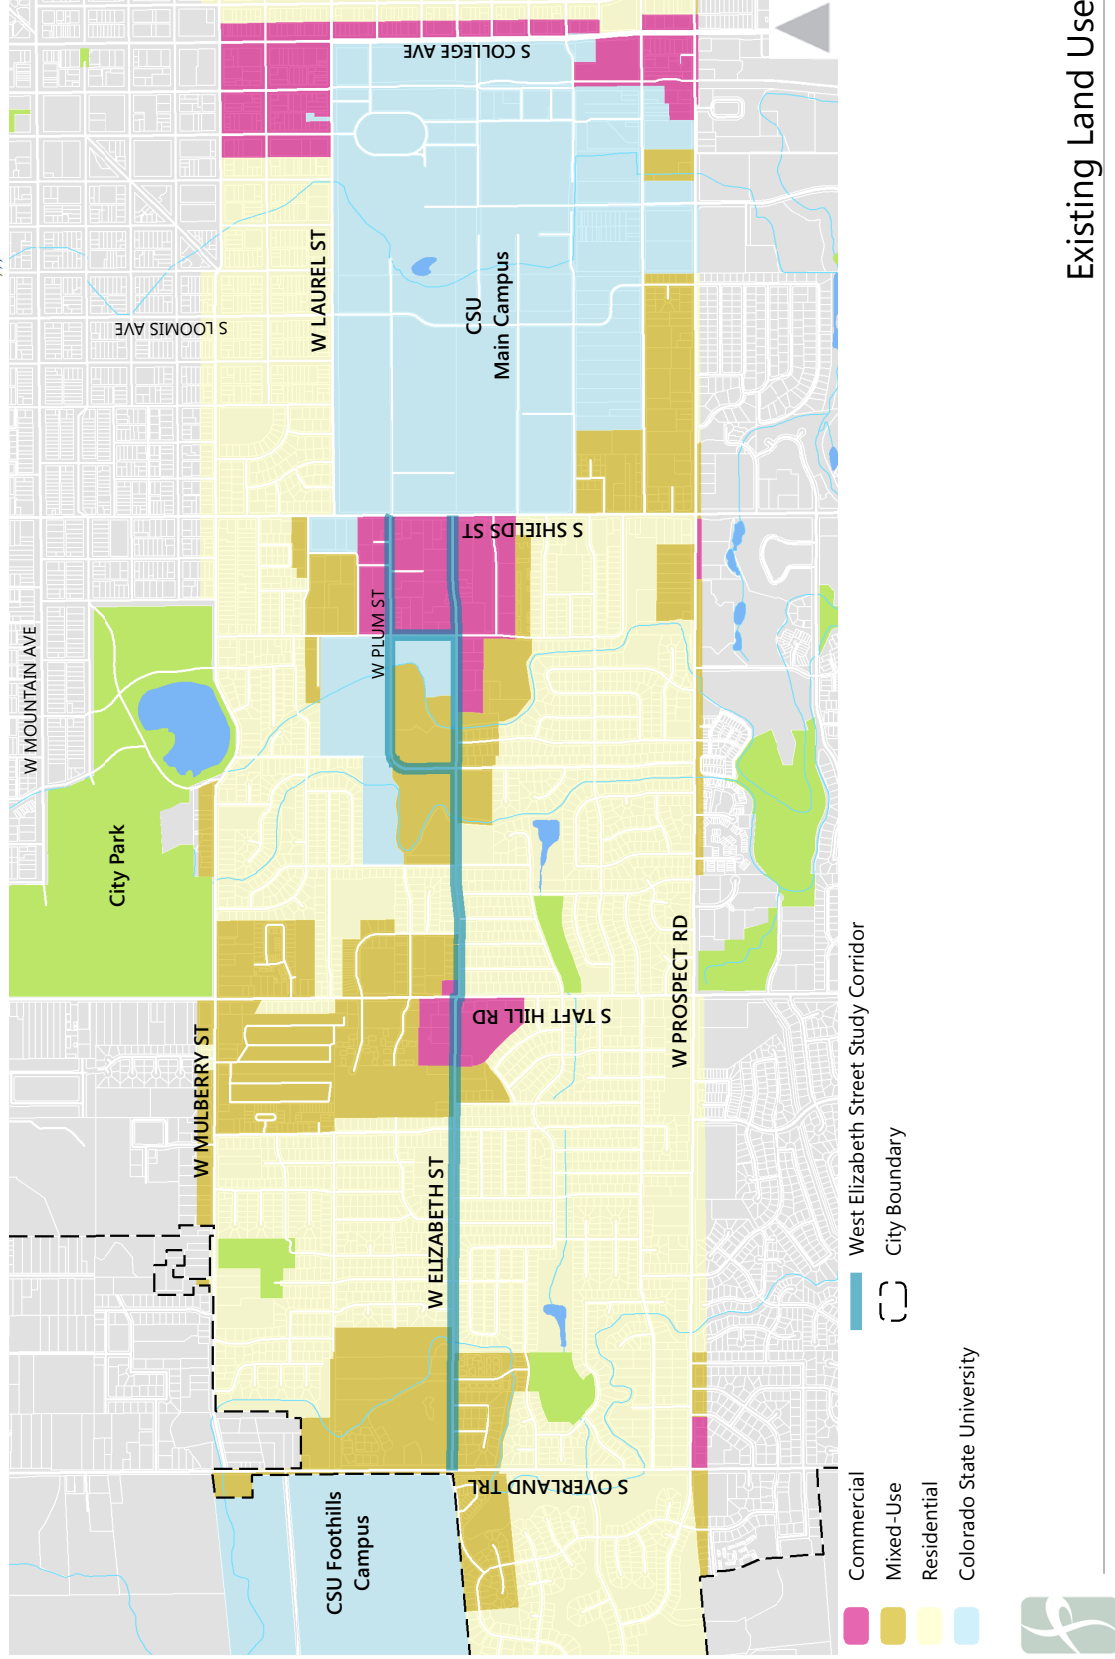 Existing Land Use
S COLLEGE AVE
S LOOMIS AVE
W LAUREL ST
CSU
Main Campus
W MOUNTAIN AVE
City Park
W PLUM ST
S SHIELDS ST
W MULBERRY ST
S TAFT HILL RD
W PROSPECT RD
W ELIZABETH ST
S OVERLAND TRL
CSU Foothills
Campus
Commercial
Mixed-Use
Residential
Colorado State University
West Elizabeth Street Study Corridor
City Boundary